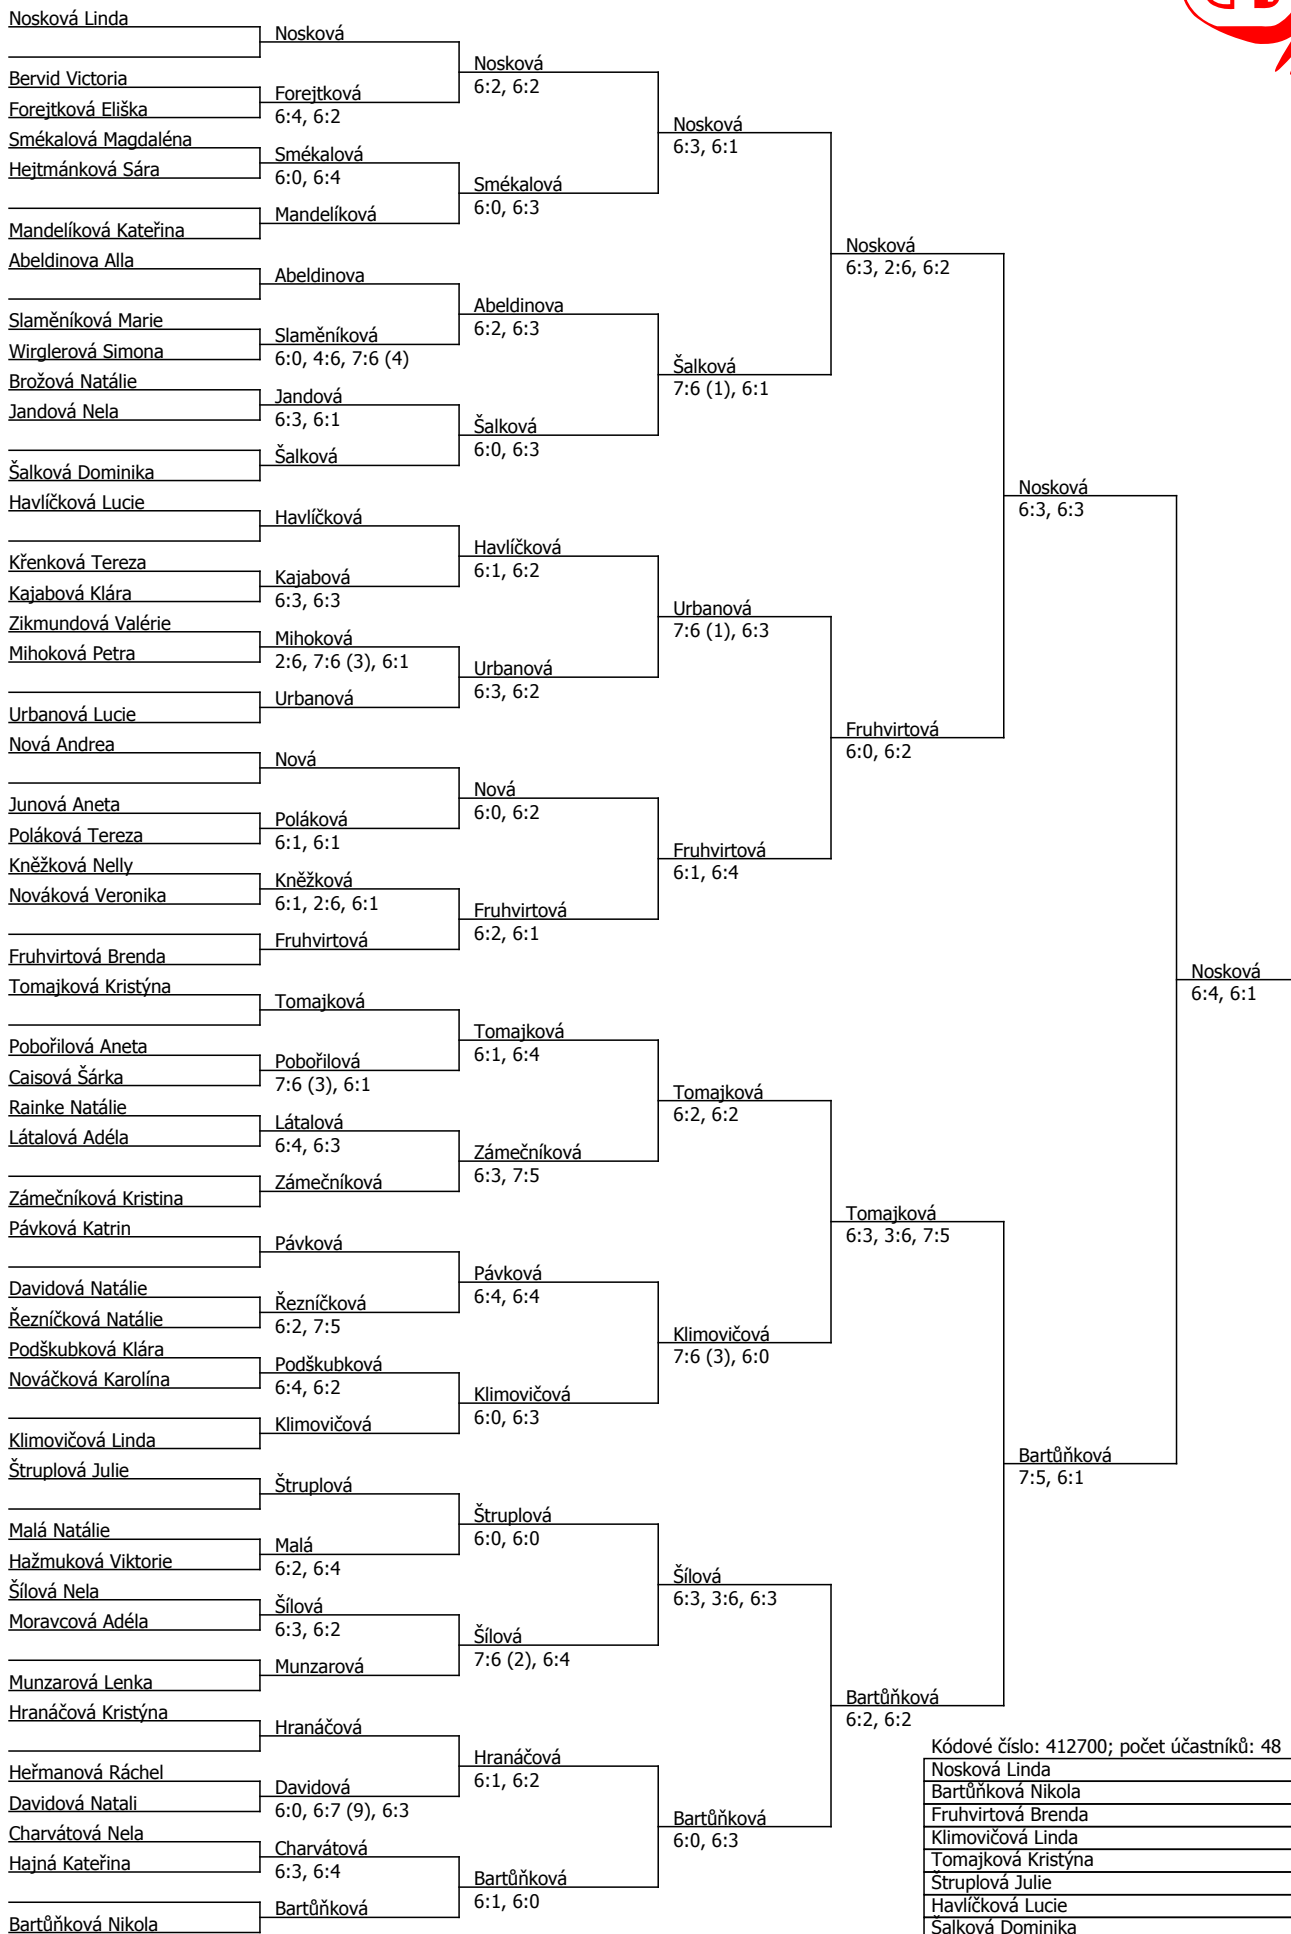 Nosková Linda
Bervid Victoria
Forejtková Eliška
Smékalová Magdaléna
Hejtmánková Sára
Mandelíková Kateřina
Abeldinova Alla
Slaměníková Marie
Wirglerová Simona
Brožová Natálie
Jandová Nela
Šalková Dominika
Havlíčková Lucie
Křenková Tereza
Kajabová Klára
Zikmundová Valérie
Mihoková Petra
Urbanová Lucie
Nová Andrea
Junová Aneta
Poláková Tereza
Kněžková Nelly
Nováková Veronika
Fruhvirtová Brenda
Tomajková Kristýna
Pobořilová Aneta
Caisová Šárka
Rainke Natálie
Látalová Adéla
Zámečníková Kristina
Pávková Katrin
Davidová Natálie
Řezníčková Natálie
Podškubková Klára
Nováčková Karolína
Klimovičová Linda
Štruplová Julie
Malá Natálie
Hažmuková Viktorie
Šílová Nela
Moravcová Adéla
Munzarová Lenka
Hranáčová Kristýna
Heřmanová Ráchel
Davidová Natali
Charvátová Nela
Hajná Kateřina
Bartůňková Nikola
Nosková
Forejtková
6:4, 6:2
Smékalová
6:0, 6:4
Mandelíková
Abeldinova
Slaměníková
6:0, 4:6, 7:6 (4)
Jandová
6:3, 6:1
Šalková
Havlíčková
Kajabová
6:3, 6:3
Mihoková
2:6, 7:6 (3), 6:1
Urbanová
Nová
Poláková
6:1, 6:1
Kněžková
6:1, 2:6, 6:1
Fruhvirtová
Tomajková
Pobořilová
7:6 (3), 6:1
Látalová
6:4, 6:3
Zámečníková
Pávková
Řezníčková
6:2, 7:5
Podškubková
6:4, 6:2
Klimovičová
Štruplová
Malá
6:2, 6:4
Šílová
6:3, 6:2
Munzarová
Hranáčová
Davidová
6:0, 6:7 (9), 6:3
Charvátová
6:3, 6:4
Bartůňková
Nosková
6:2, 6:2
Smékalová
6:0, 6:3
Abeldinova
6:2, 6:3
Šalková
6:0, 6:3
Havlíčková
6:1, 6:2
Urbanová
6:3, 6:2
Nová
6:0, 6:2
Fruhvirtová
6:2, 6:1
Tomajková
6:1, 6:4
Zámečníková
6:3, 7:5
Pávková
6:4, 6:4
Klimovičová
6:0, 6:3
Štruplová
6:0, 6:0
Šílová
7:6 (2), 6:4
Hranáčová
6:1, 6:2
Bartůňková
6:1, 6:0
Nosková
6:3, 6:1
Šalková
7:6 (1), 6:1
Urbanová
7:6 (1), 6:3
Fruhvirtová
6:1, 6:4
Tomajková
6:2, 6:2
Klimovičová
7:6 (3), 6:0
Šílová
6:3, 3:6, 6:3
Bartůňková
6:0, 6:3
Nosková
6:3, 2:6, 6:2
Fruhvirtová
6:0, 6:2
Tomajková
6:3, 3:6, 7:5
Bartůňková
6:2, 6:2
Nosková
6:3, 6:3
Bartůňková
7:5, 6:1
Nosková
6:4, 6:1
Kódové číslo: 412700; počet účastníků: 48
Nosková Linda
Bartůňková Nikola
Fruhvirtová Brenda
Klimovičová Linda
Tomajková Kristýna
Štruplová Julie
Havlíčková Lucie
Šalková Dominika